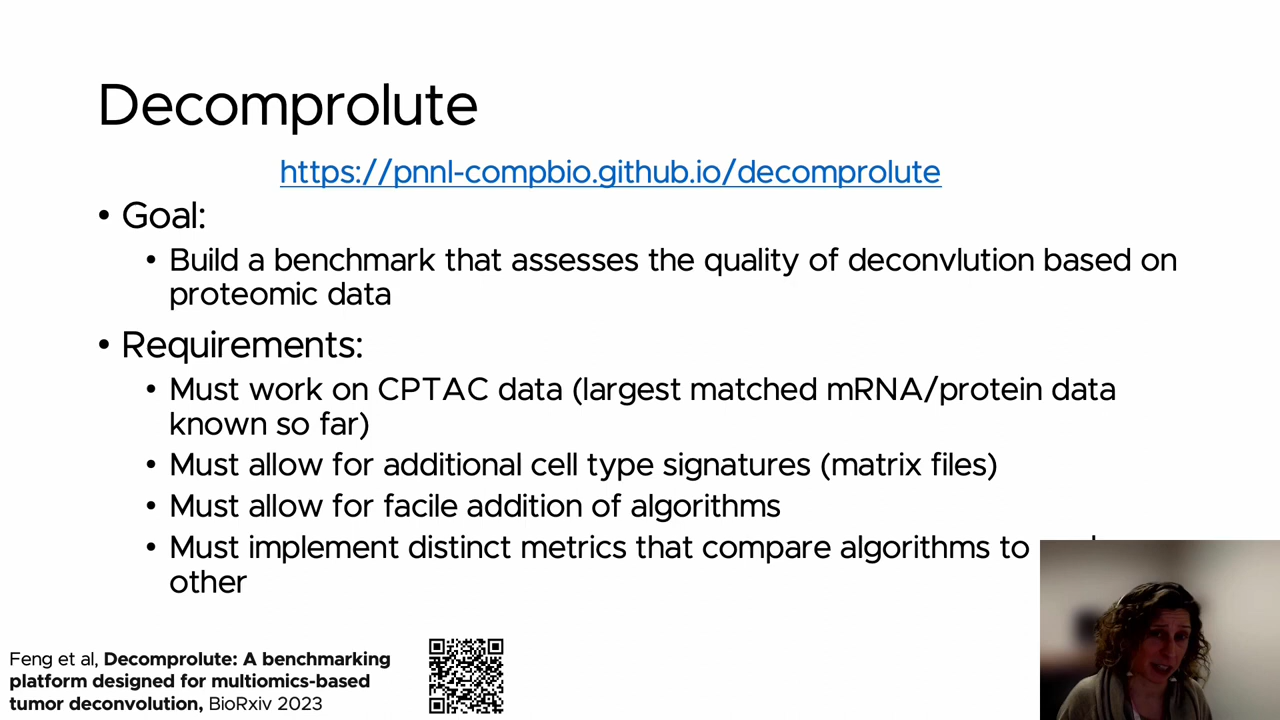 Decomprolute
https://pnnl-compbio.github.io/decomprolute
• Goal:
• Build a benchmark that assesses the quality of deconvlution based on
proteomic data
• Requirements:
• Must work on CPTAC data (largest matched mRNA/protein data
known so far)
• Must allow for additional cell type signatures (matrix files)
• Must allow for facile addition of algorithms
• Must implement distinct metrics that compare algorithms to
other
Feng et al, Decomprolute: A benchmarking
platform designed for multiomics-based
tumor deconvolution, BioRxiv 2023